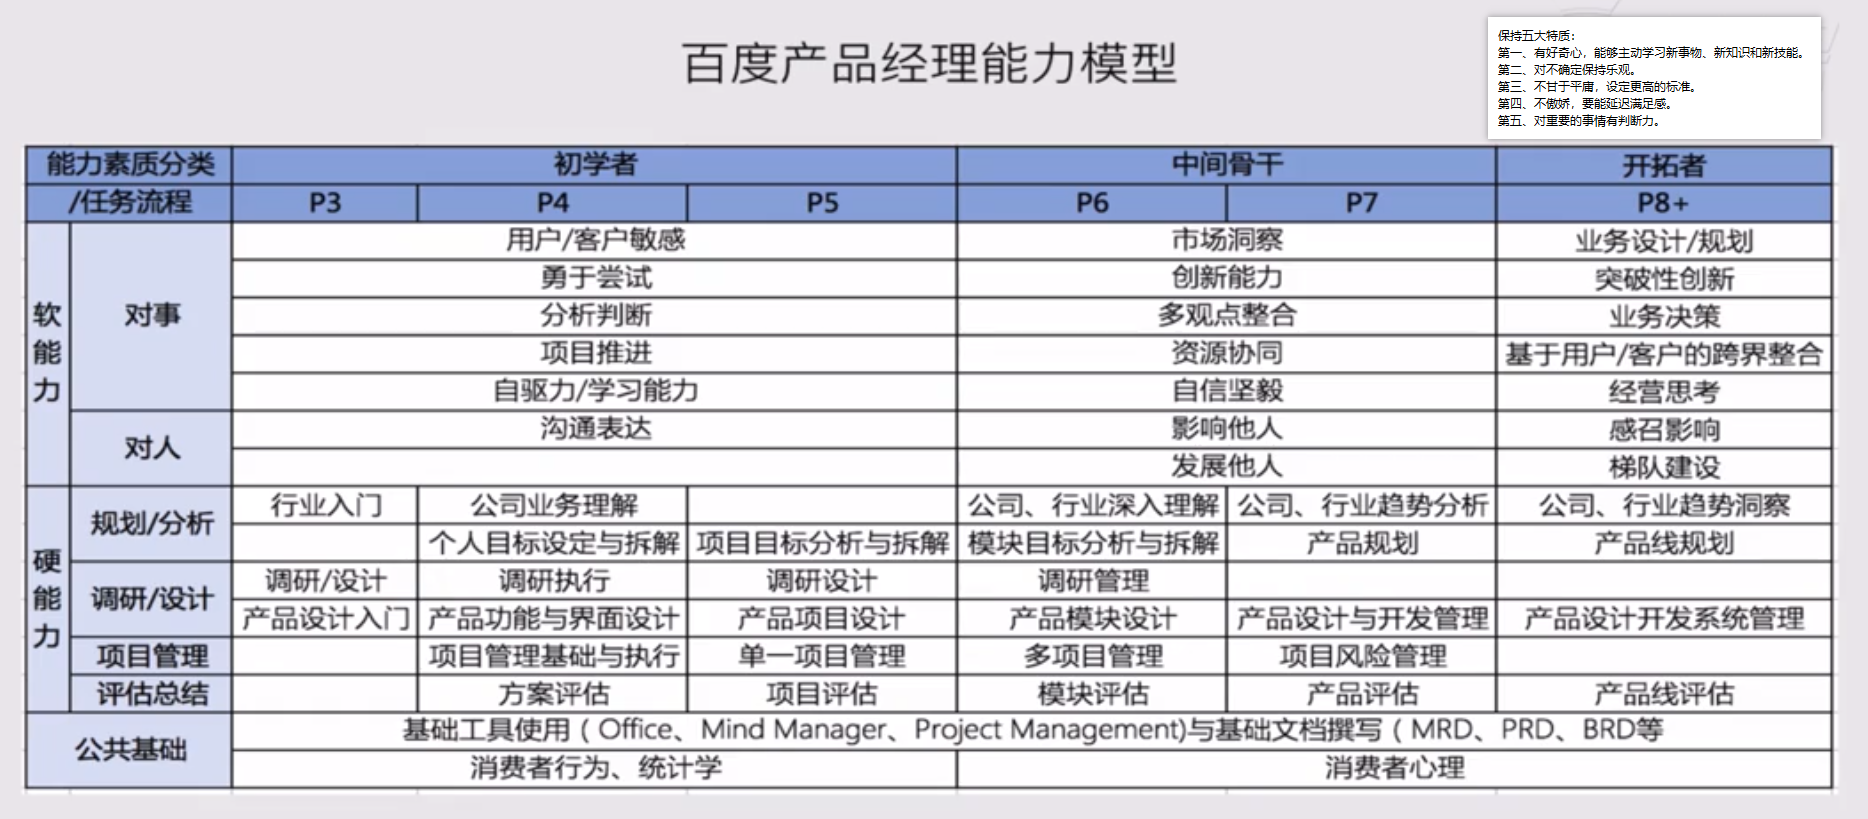 百度产品经理能力模型
保持五大特质：
第一、有好奇心，能够主动学习新事物、新知识和新技能。
第二、对不确定保持乐观。
第三、不甘于平庸，设定更高的标准。
第四、不傲娇，要能延迟满足感。
第五、对重要的事情有判断力。
能力素质分类 初学者 中间骨干 开拓者
/任务流程 P3 P4 P5 P6 P7 P8+
软能力 对事 用户/客户敏感 市场洞察 业务设计/规划
勇于尝试 创新能力 突破性创新
分析判断 多观点整合 业务决策
项目推进 资源协同 基于用户/客户的跨界整合
自驱力/学习能力 自信坚毅 经营思考
对人 沟通表达 影响他人 感召影响
发展他人 梯队建设
硬能力 规划/分析 行业入门 公司业务理解 公司、行业深入理解 公司、行业趋势分析 公司、行业趋势洞察
个人目标设定与拆解 项目目标分析与拆解 模块目标分析与拆解 产品规划 产品线规划
调研/设计 调研/设计 调研执行 调研设计 调研管理
产品设计入门 产品功能与界面设计 产品项目设计 产品模块设计 产品设计与开发管理 产品设计开发系统管理
项目管理 项目管理基础与执行 单一项目管理 多项目管理 项目风险管理
评估总结 方案评估 项目评估 模块评估 产品评估 产品线评估
公共基础 基础工具使用（Office、Mind Manager、Project Management)与基础文档撰写（MRD、PRD、BRD等
消费者行为、统计学 消费者心理